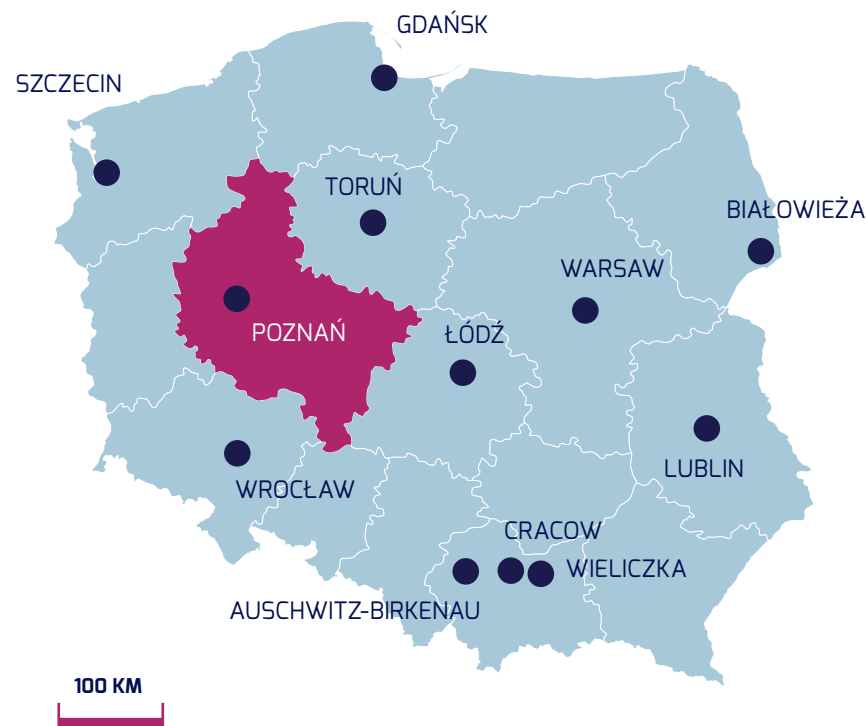 GDAŃSK
SZCZECIN
TORUŃ
BIAŁOWIEŻA
WARSAW
POZNAŃ
ŁÓDŹ
LUBLIN
WROCŁAW
CRACOW
WIELICZKA
AUSCHWITZ-BIRKENAU
100 KM